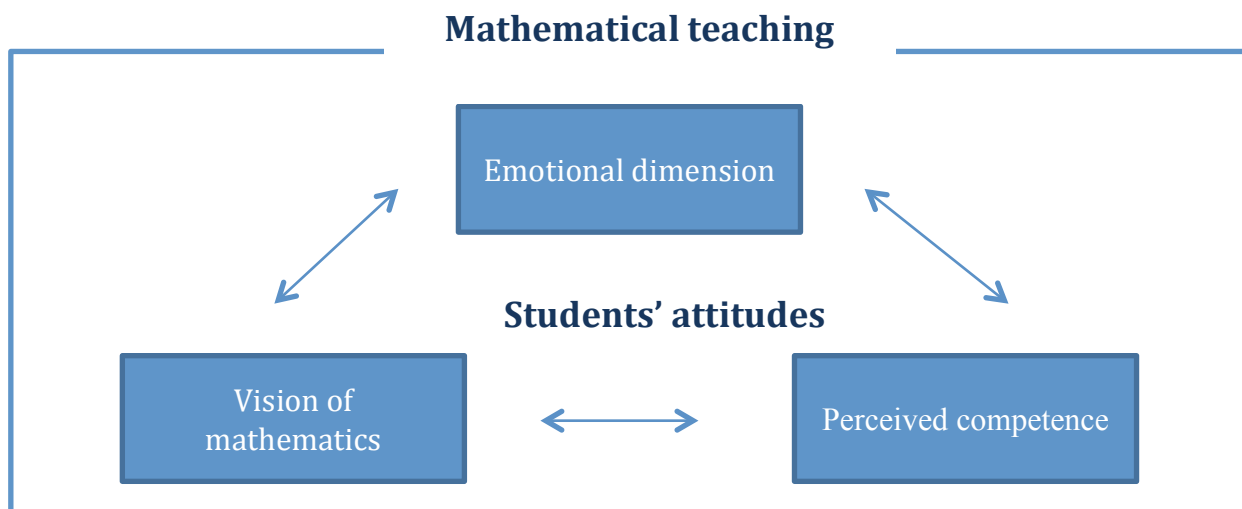 Mathematical teaching
Emotional dimension
Students’ attitudes
Vision of
mathematics
Perceived competence